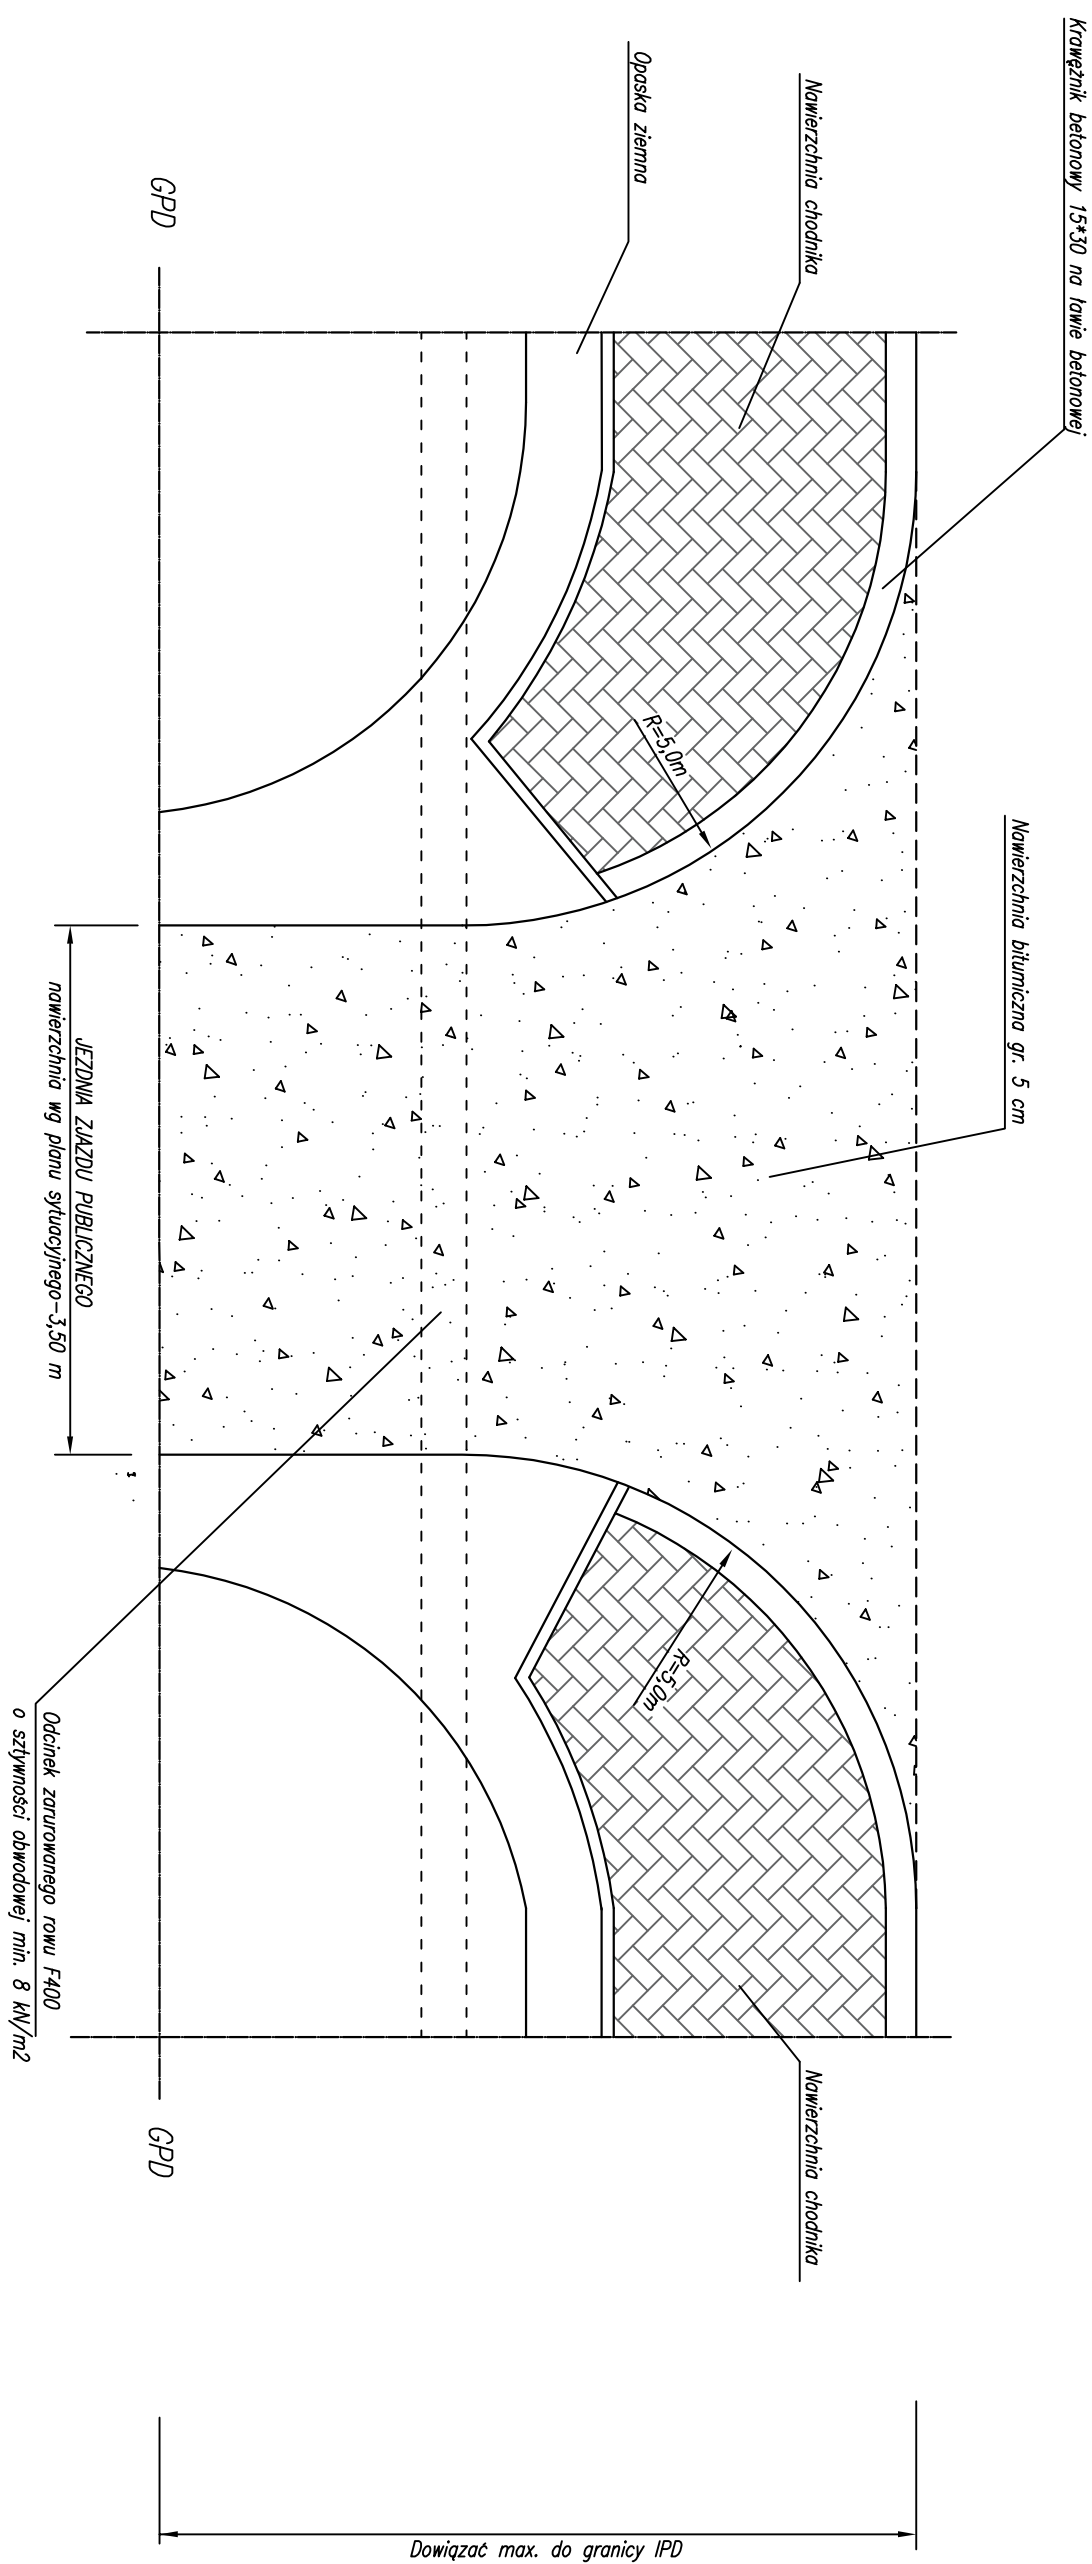 Krawężnik betonowy 15*30 na ławie betonowej
Nawierzchnia bitumiczna gr. 5 cm
Nawierzchnia chodnika
Nawierzchnia chodnika
Opaska ziemna
R=5,0m
R=5,0m
GPD
GPD
JEZDNIA ZJAZDU PUBLICZNEGO
nawierzchnia wg planu sytuacyjnego-3,50 m
Odcinek zarurowanego rowu F400
o sztywności obwodowej min. 8 kN/m2
Dowiązać max. do granicy IPD